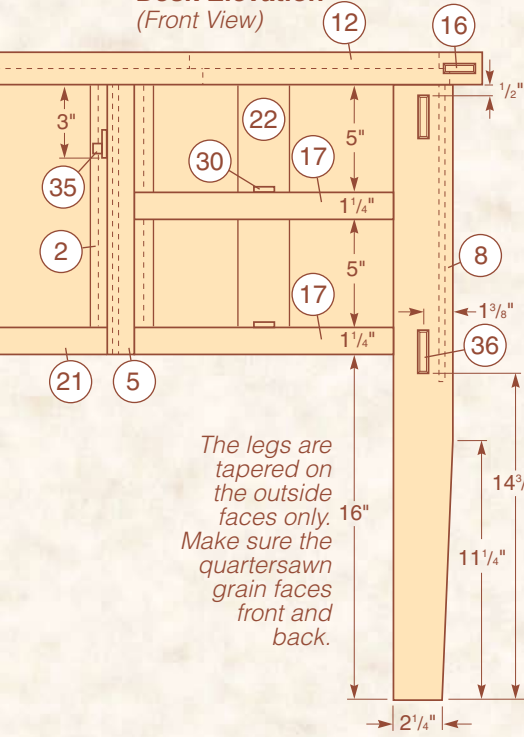 (Front View)
12
16
1/2"
3"
22
5"
30
17
35
1 1/4"
2
8
5"
17
1 3/8"
1 1/4"
36
21
5
The legs are
tapered on
the outside
faces only.
Make sure the
quartersawn
grain faces
front and
back.
16"
14
11 1/4"
2 1/4"